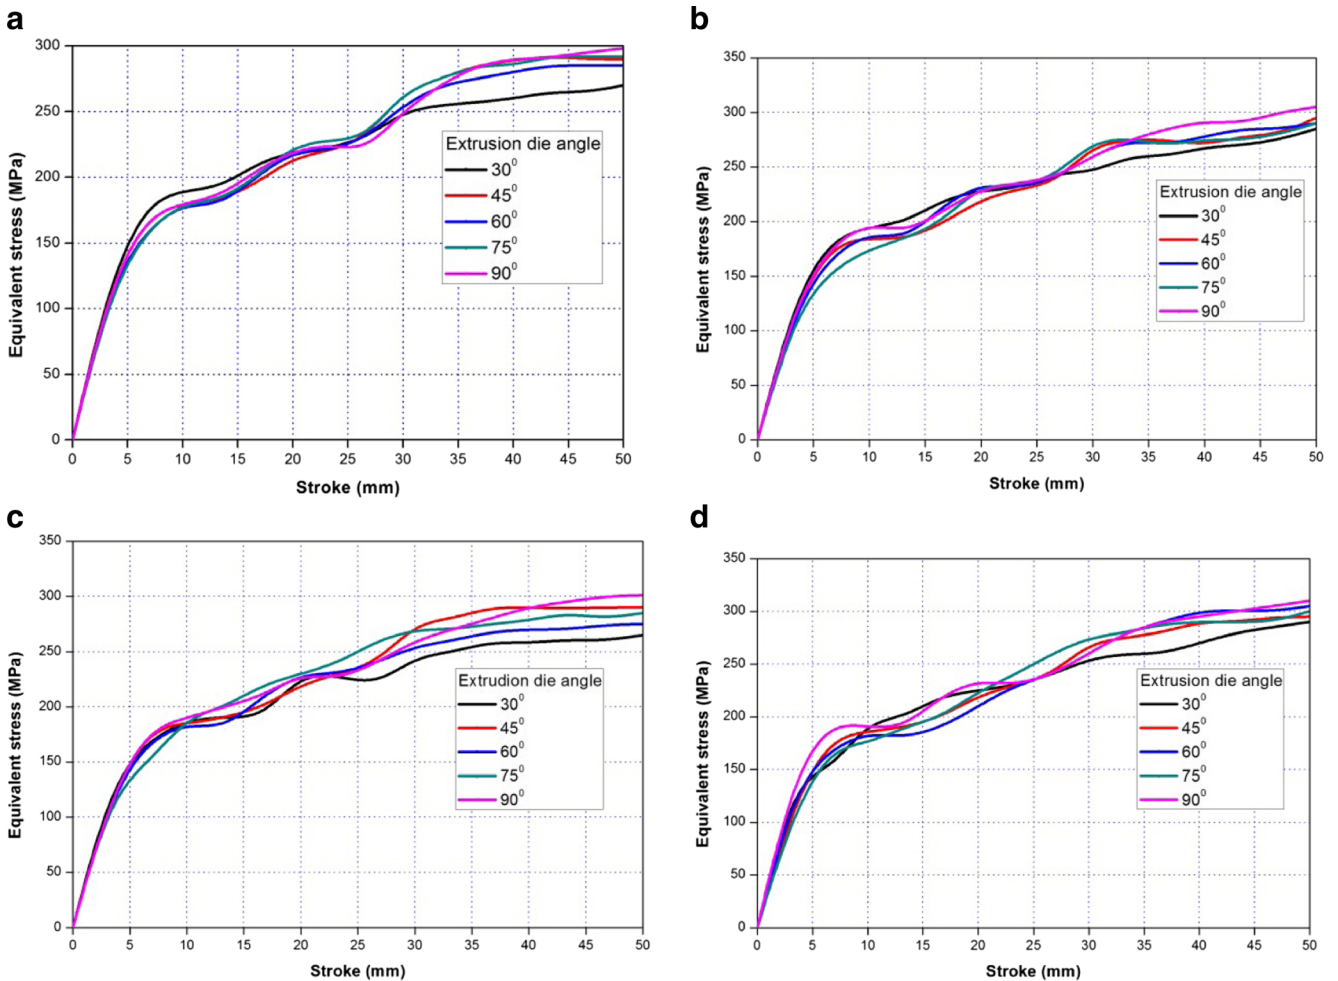 a
300
250
200
150
100
50
0
Equivalent stress (MPa)
Extrusion die angle
30⁰
45⁰
60⁰
75⁰
90⁰
0 5 10 15 20 25 30 35 40 45 50
Stroke (mm)
b
350
300
250
200
150
100
50
0
Equivalent stress (MPa)
Extrusion die angle
30⁰
45⁰
60⁰
75⁰
90⁰
0 5 10 15 20 25 30 35 40 45 50
Stroke (mm)
c
350
300
250
200
150
100
50
0
Equivalent stress (MPa)
Extrudion die angle
30⁰
45⁰
60⁰
75⁰
90⁰
0 5 10 15 20 25 30 35 40 45 50
Stroke (mm)
d
350
300
250
200
150
100
50
0
Equivalent stress (MPa)
Extrusion die angle
30⁰
45⁰
60⁰
75⁰
90⁰
0 5 10 15 20 25 30 35 40 45 50
Stroke (mm)